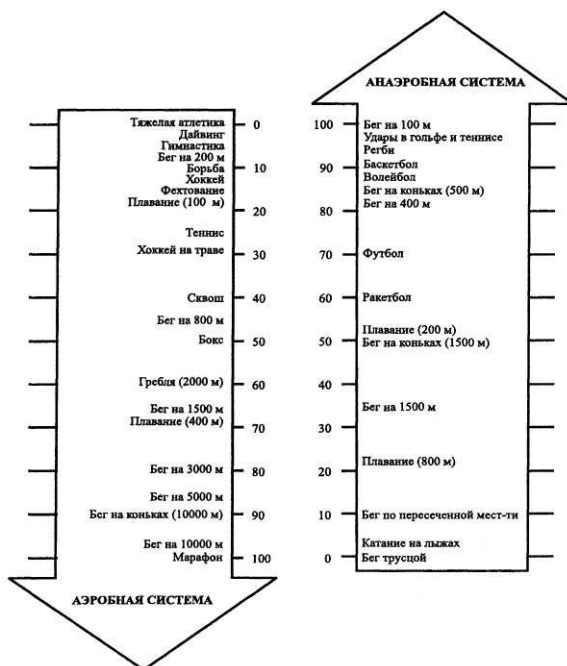 АНАЭРОБНАЯ СИСТЕМА
Тяжелая атлетика 0
Дайвинг
Гимнастика
Бег на 200 м
Борьба 10
Хоккей
Фехтование
Плавание (100 м)
20
Теннис
Хоккей на траве 30
Сквош 40
Бег на 800 м
Бокс 50
Гребля (2000 м) 60
Бег на 1500 м
Плавание (400 м)
70
Бег на 3000 м 80
Бег на 5000 м
Бег на коньках (10000 м) 90
Бег на 10000 м
Марафон 100
АЭРОБНАЯ СИСТЕМА
100 Бег на 100 м
Удары в гольфе и теннисе
Регби
90 Баскетбол
Волейбол
Бег на коньках (500 м)
Бег на 400 м
80
70 Футбол
60 Ракетбол
Плавание (200 м)
50 Бег на коньках (1500 м)
40
Бег на 1500 м
30
Плавание (800 м)
20
10 Бег по пересеченной мест-ти
Катание на лыжах
0 Бег трусцой